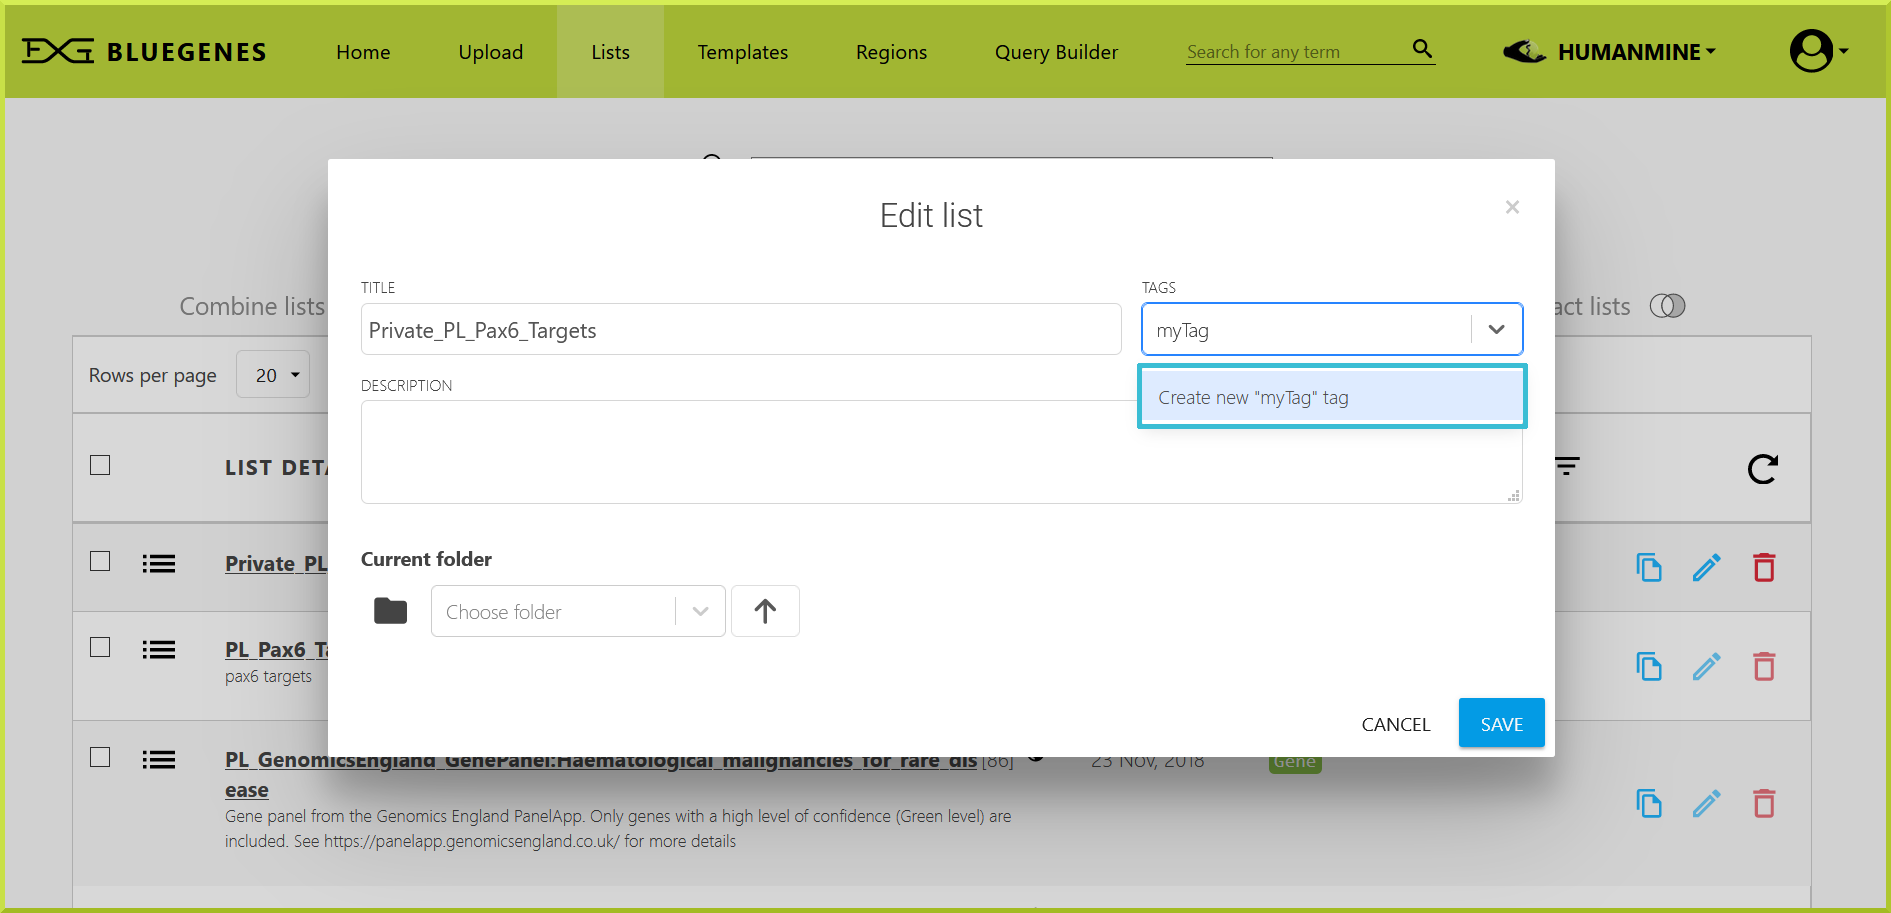 BLUEGENES Home Upload Lists Templates Regions Query Builder Search for any term HUMANMINE
Edit list ×
Combine lists act lists
TITLE TAGS
Private_PL_Pax6_Targets myTag
Rows per page 20
DESCRIPTION
Create new "myTag" tag
LIST DETA
Current folder
Private_PL
Choose folder
PL_Pax6_Ta
pax6 targets
CANCEL SAVE
PL_GenomicsEngland_GenePanel:Haematological_malignancies_for_rare_dis [86] 23 Nov, 2018 Gene
ease
Gene panel from the Genomics England PanelApp. Only genes with a high level of confidence (Green level) are
included. See https://panelapp.genomicsengland.co.uk/ for more details